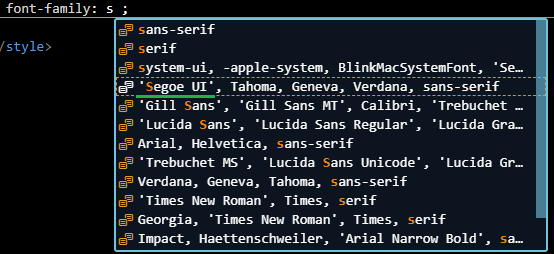 font-family: s ;
/style>
sans-serif
serif
system-ui, -apple-system, BlinkMacSystemFont, 'Se…
'Segoe UI', Tahoma, Geneva, Verdana, sans-serif
'Gill Sans', 'Gill Sans MT', Calibri, 'Trebuchet …
'Lucida Sans', 'Lucida Sans Regular', 'Lucida Gra…
Arial, Helvetica, sans-serif
'Trebuchet MS', 'Lucida Sans Unicode', 'Lucida Gr…
Verdana, Geneva, Tahoma, sans-serif
'Times New Roman', Times, serif
Georgia, 'Times New Roman', Times, serif
Impact, Haettenschweiler, 'Arial Narrow Bold', sa…